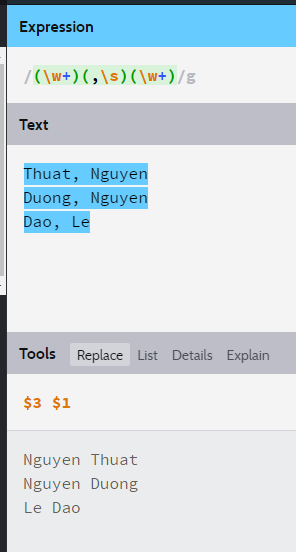 Expression
/(\w+)(,\s)(\w+)/g
Text
Thuat, Nguyen
Duong, Nguyen
Dao, Le
Tools Replace List Details Explain
$3 $1
Nguyen Thuat
Nguyen Duong
Le Dao